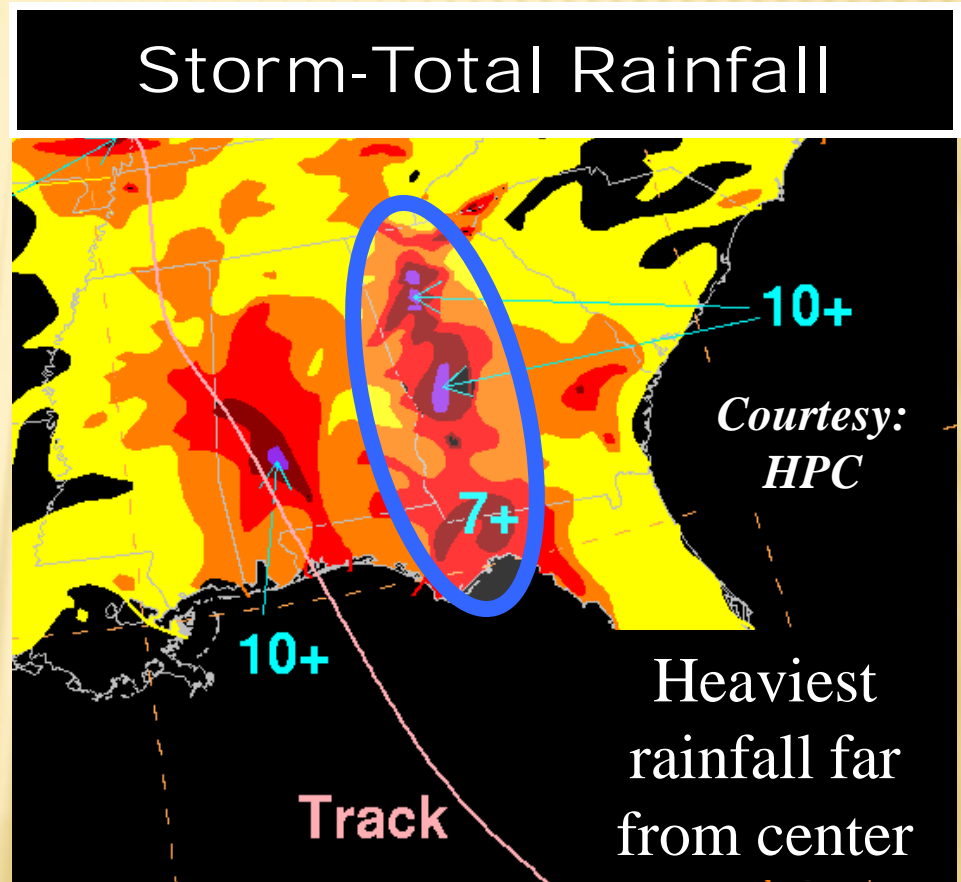 Storm-Total Rainfall
10+
Courtesy:
HPC
7+
10+
Heaviest
rainfall far
from center
Track